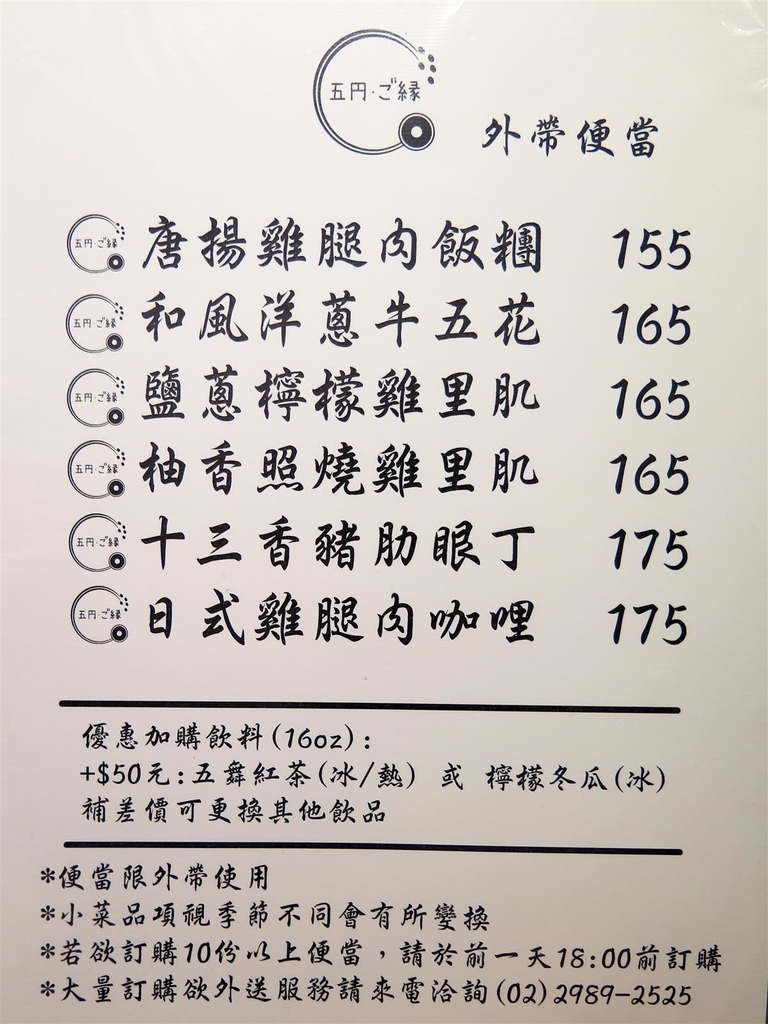 五円・ご縁
外帶便當
五円・ご縁 唐揚雞腿肉飯糰 155
五円・ご縁 和風洋蔥牛五花 165
五円・ご縁 鹽蔥檸檬雞里肌 165
五円・ご縁 柚香照燒雞里肌 165
五円・ご縁 十三香豬肋眼丁 175
五円・ご縁 日式雞腿肉咖哩 175
優惠加購飲料(16oz):
+$50元:五舞紅茶(冰/熱) 或 檸檬冬瓜(冰)
補差價可更換其他飲品
*便當限外帶使用
*小菜品項視季節不同會有所變換
*若欲訂購10份以上便當,請於前一天18:00前訂購
*大量訂購欲外送服務請來電洽詢(02)2989-2525